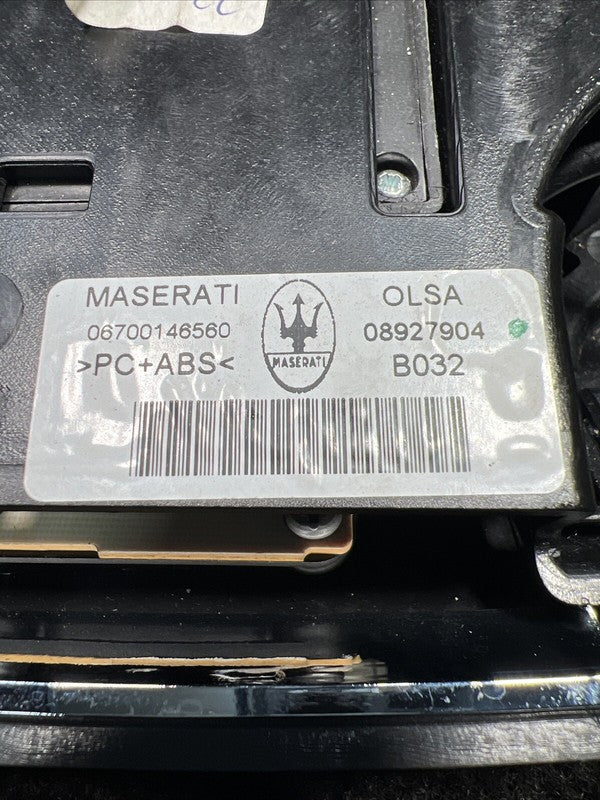 MASERATI
OLSA
06700146560
08927904
MASERATI
>PC+ABS<
B032